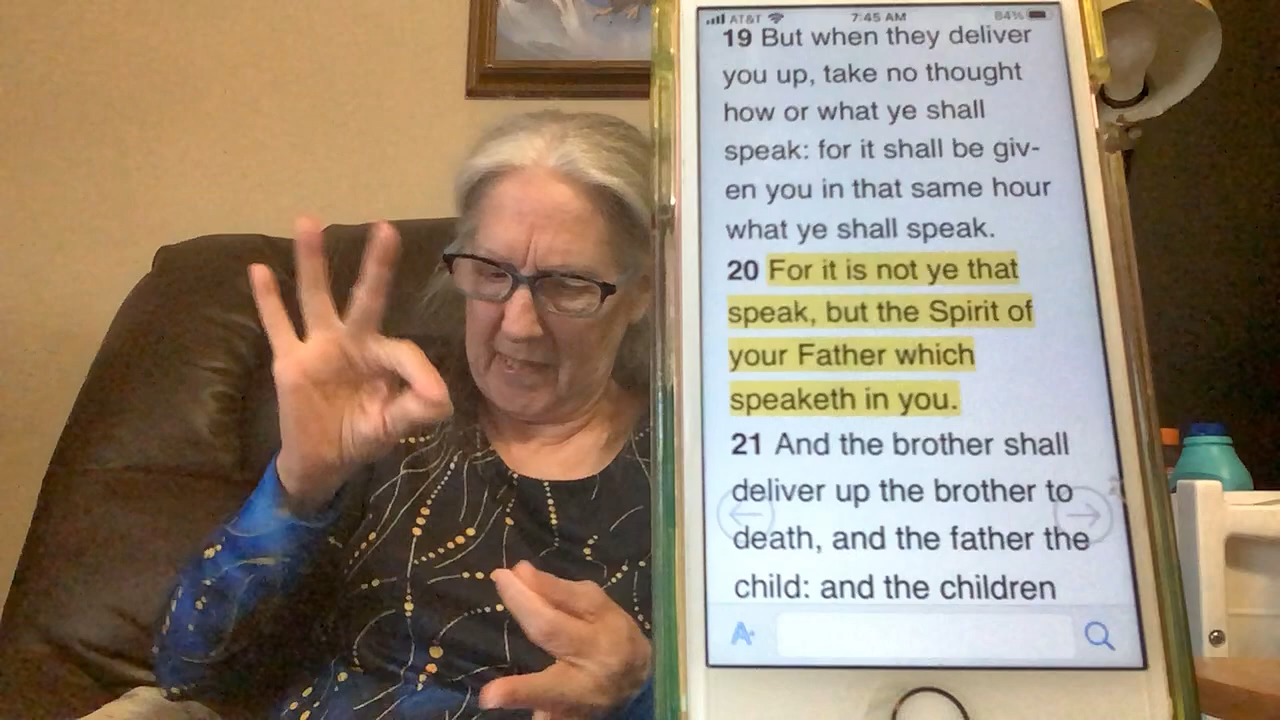 AT&T 7:45 AM 84%
19 But when they deliver
you up, take no thought
how or what ye shall
speak: for it shall be giv-
en you in that same hour
what ye shall speak.
20 For it is not ye that
speak, but the Spirit of
your Father which
speaketh in you.
21 And the brother shall
deliver up the brother to
death, and the father the
child: and the children
A